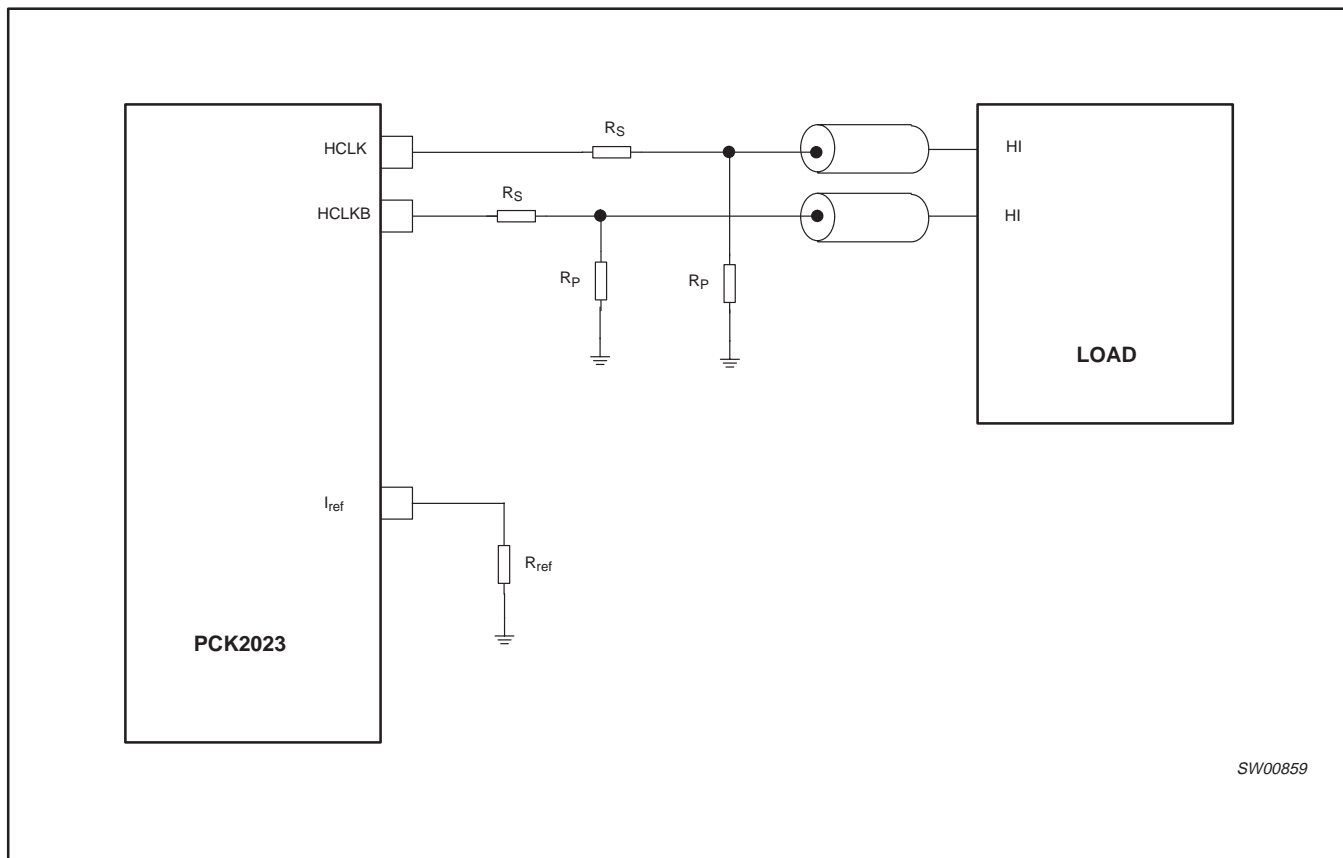 HCLK
R_S
HI
HCLKB
R_S
HI
R_P
R_P
LOAD
I_ref
R_ref
PCK2023
SW00859